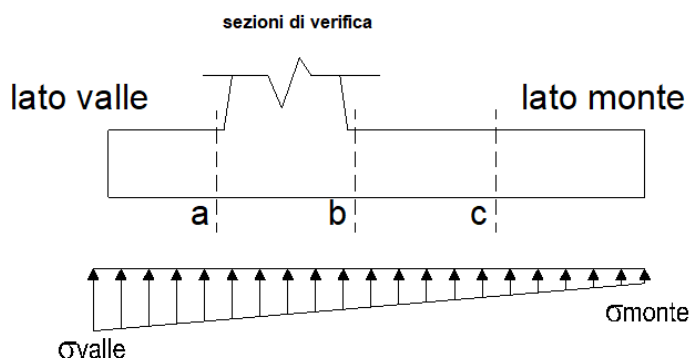 sezioni di verifica
lato valle
lato monte
a
b
c
σmonte
σvalle